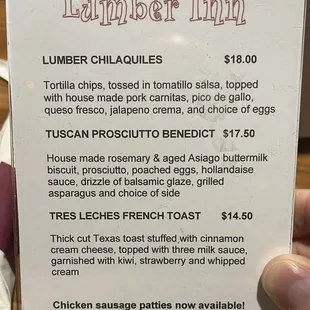 Lumber Inn
LUMBER CHILAQUILES $18.00
Tortilla chips, tossed in tomatillo salsa, topped
with house made pork carnitas, pico de gallo,
queso fresco, jalapeno crema, and choice of eggs
TUSCAN PROSCIUTTO BENEDICT $17.50
House made rosemary & aged Asiago buttermilk
biscuit, prosciutto, poached eggs, hollandaise
sauce, drizzle of balsamic glaze, grilled
asparagus and choice of side
TRES LECHES FRENCH TOAST $14.50
Thick cut Texas toast stuffed with cinnamon
cream cheese, topped with three milk sauce,
garnished with kiwi, strawberry and whipped
cream
Chicken sausage patties now available!